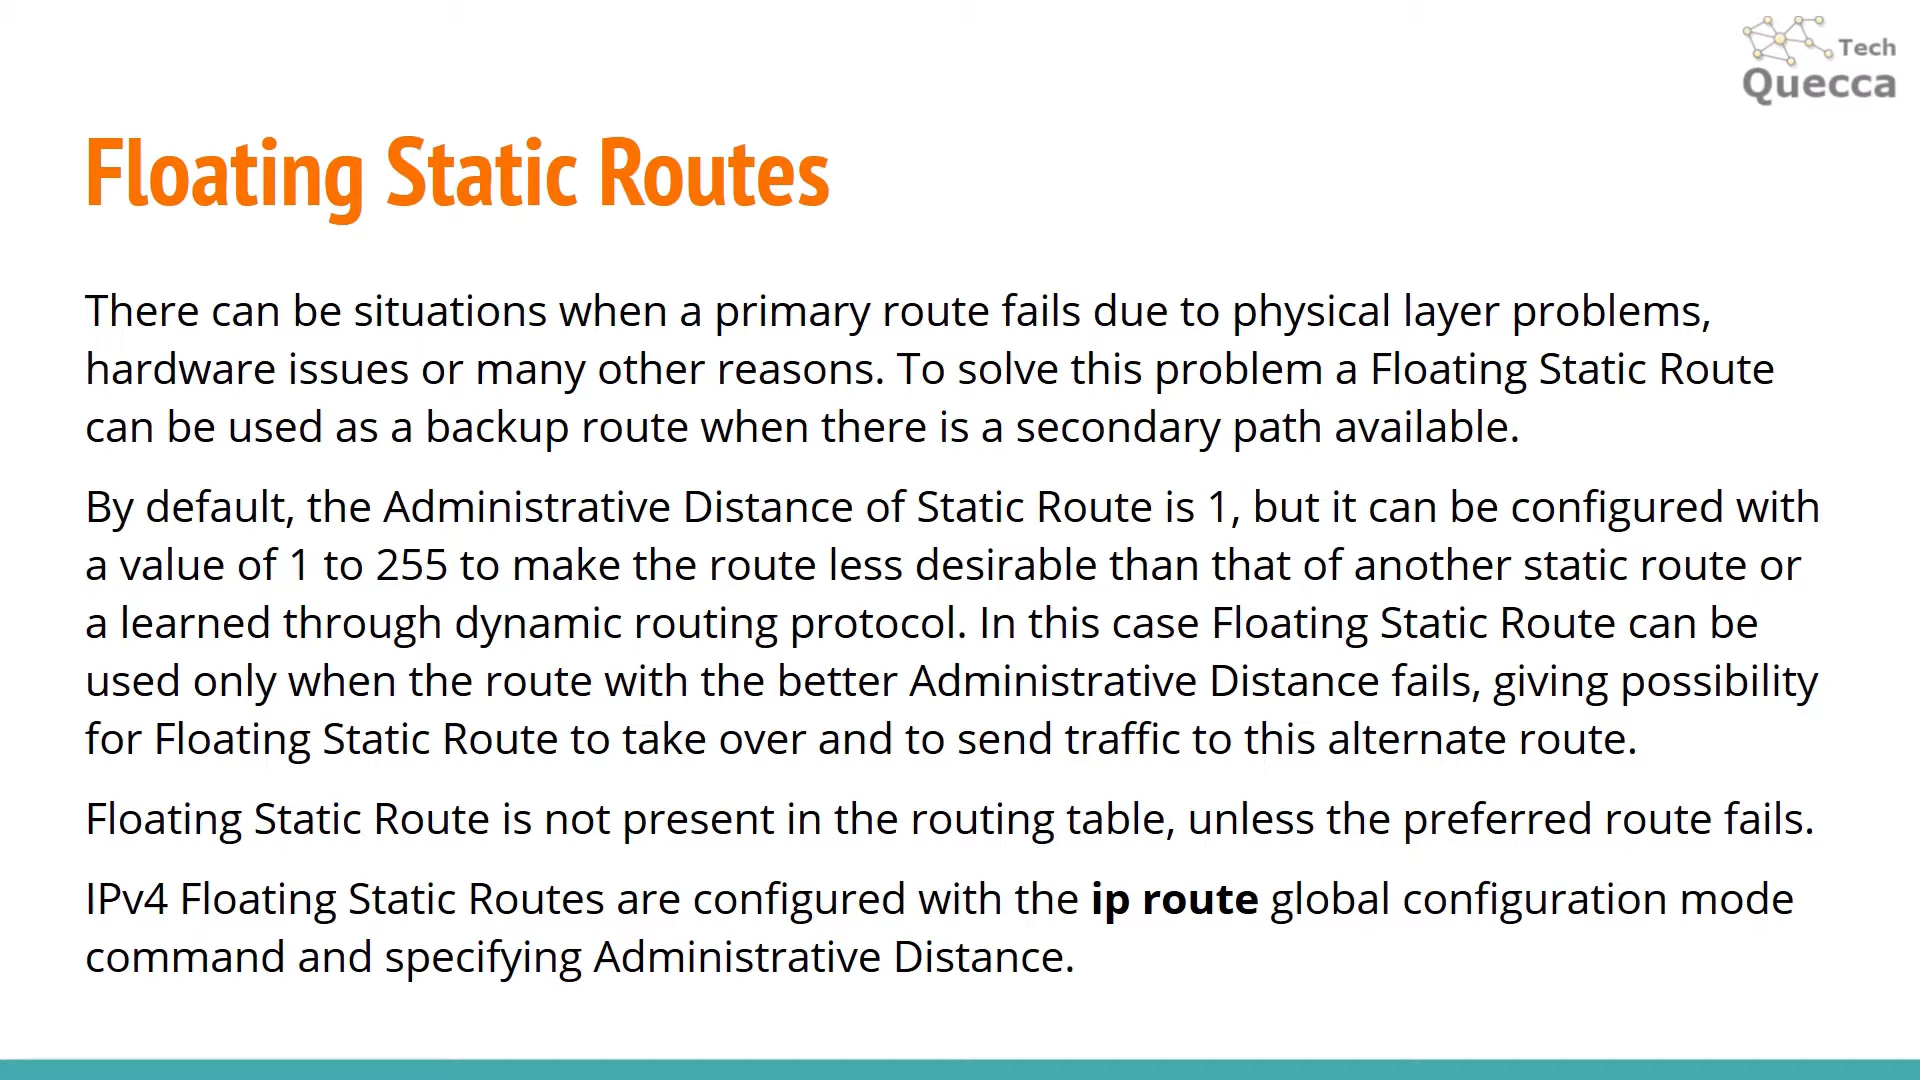 Tech
Quecca
Floating Static Routes
There can be situations when a primary route fails due to physical layer problems,
hardware issues or many other reasons. To solve this problem a Floating Static Route
can be used as a backup route when there is a secondary path available.
By default, the Administrative Distance of Static Route is 1, but it can be configured with
a value of 1 to 255 to make the route less desirable than that of another static route or
a learned through dynamic routing protocol. In this case Floating Static Route can be
used only when the route with the better Administrative Distance fails, giving possibility
for Floating Static Route to take over and to send traffic to this alternate route.
Floating Static Route is not present in the routing table, unless the preferred route fails.
IPv4 Floating Static Routes are configured with the ip route global configuration mode
command and specifying Administrative Distance.